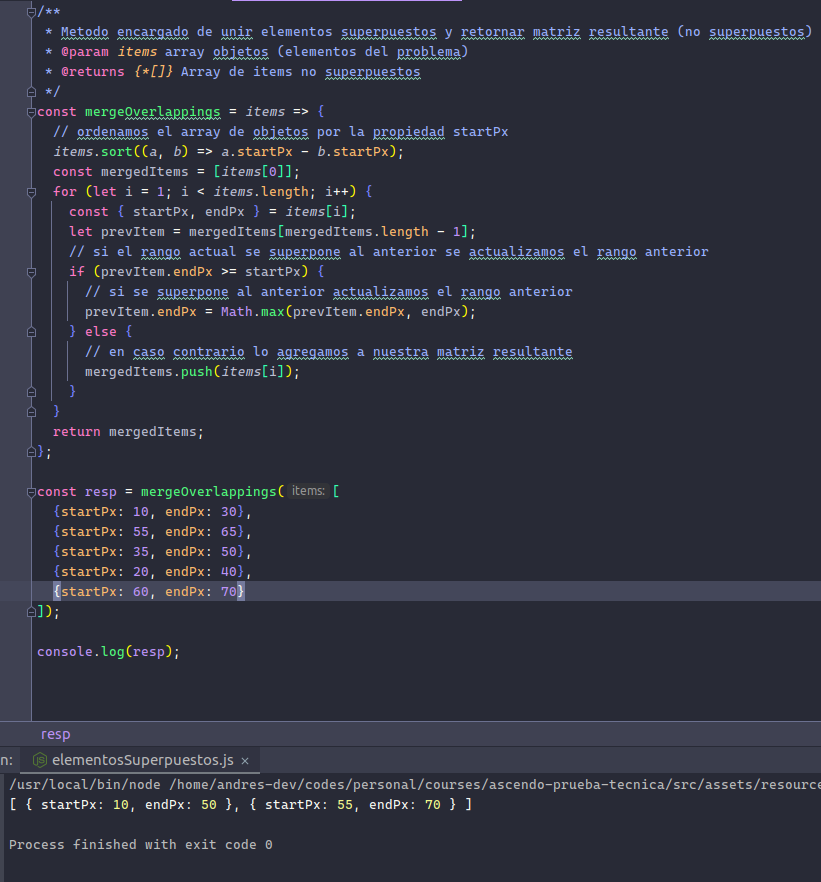 /**
 * Metodo encargado de unir elementos superpuestos y retornar matriz resultante (no superpuestos)
 * @param items array objetos (elementos del problema)
 * @returns {*[]} Array de items no superpuestos
 */
const mergeOverlappings = items => {
  // ordenamos el array de objetos por la propiedad startPx
  items.sort((a, b) => a.startPx - b.startPx);
  const mergedItems = [items[0]];
  for (let i = 1; i < items.length; i++) {
    const { startPx, endPx } = items[i];
    let prevItem = mergedItems[mergedItems.length - 1];
    // si el rango actual se superpone al anterior se actualizamos el rango anterior
    if (prevItem.endPx >= startPx) {
      // si se superpone al anterior actualizamos el rango anterior
      prevItem.endPx = Math.max(prevItem.endPx, endPx);
    } else {
      // en caso contrario lo agregamos a nuestra matriz resultante
      mergedItems.push(items[i]);
    }
  }
  return mergedItems;
};
const resp = mergeOverlappings( items: [
  {startPx: 10, endPx: 30},
  {startPx: 55, endPx: 65},
  {startPx: 35, endPx: 50},
  {startPx: 20, endPx: 40},
  {startPx: 60, endPx: 70}
]);
console.log(resp);
resp
n: JS elementosSuperpuestos.js ×
/usr/local/bin/node /home/andres-dev/codes/personal/courses/ascendo-prueba-tecnica/src/assets/resource
[ { startPx: 10, endPx: 50 }, { startPx: 55, endPx: 70 } ]
Process finished with exit code 0